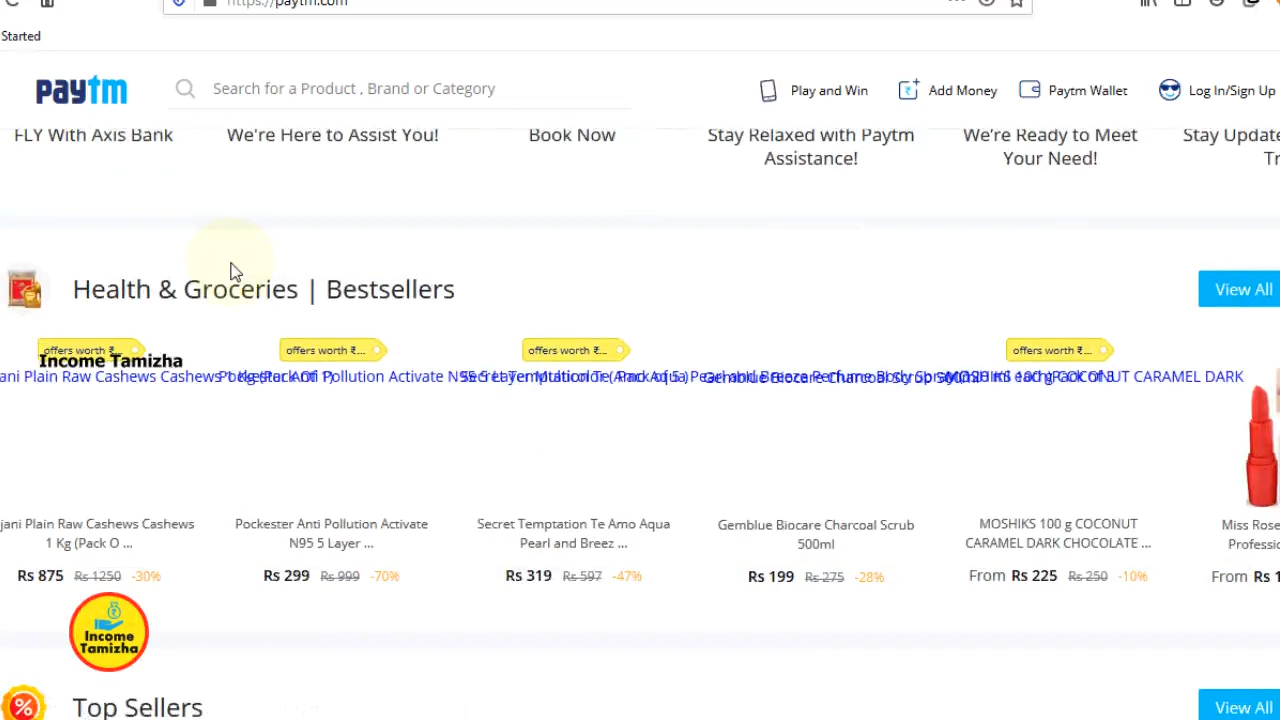 https://paytm.com
Started
paytm
Search for a Product , Brand or Category
Play and Win
Add Money
Paytm Wallet
Log In/Sign Up
FLY With Axis Bank
We're Here to Assist You!
Book Now
Stay Relaxed with Paytm
Assistance!
We're Ready to Meet
Your Need!
Stay Update
Tr
Health & Groceries | Bestsellers
View All
offers worth ₹...
offers worth ₹...
offers worth ₹...
offers worth ₹...
Income Tamizha
ani Plain Raw Cashews Cashews
jani Plain Raw Cashews Cashews
1 Kg (Pack O ...
Pockester Anti Pollution Activate
N95 5 Layer ...
Secret Temptation Te Amo Aqua
Pearl and Breez ...
Gemblue Biocare Charcoal Scrub
500ml
MOSHIKS 100 g COCONUT
CARAMEL DARK CHOCOLATE ...
Miss Rose
Professio
Rs 875 Rs 1250 -30%
Rs 299 Rs 999 -70%
Rs 319 Rs 597 -47%
Rs 199 Rs 275 -28%
From Rs 225 Rs 250 -10%
From Rs 1
Income
Tamizha
%
Top Sellers
View All